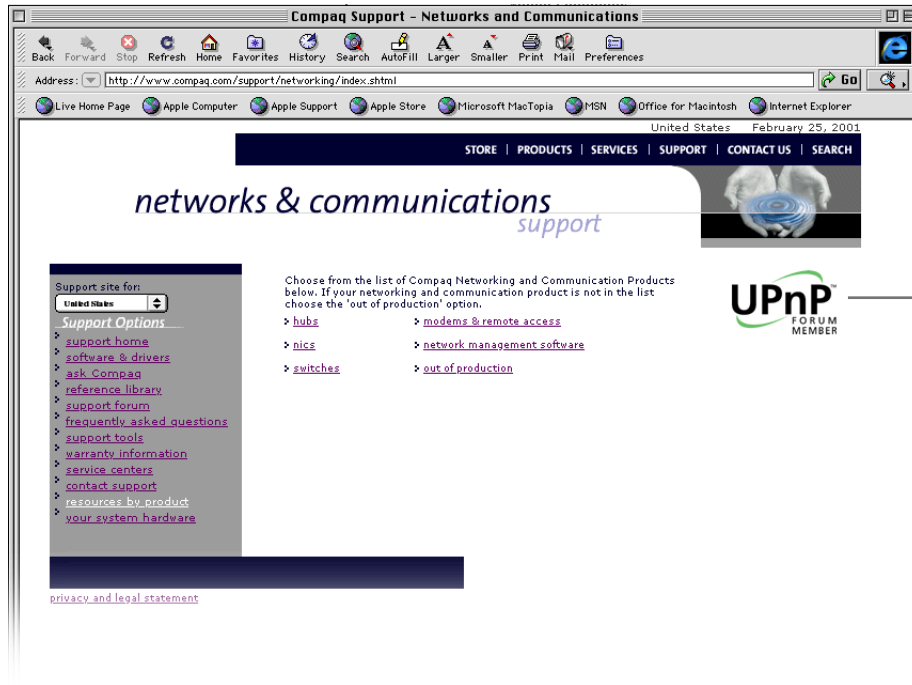 Compaq Support - Networks and Communications
Back Forward Stop Refresh Home Favorites History Search AutoFill Larger Smaller Print Mail Preferences
Address: http://www.compaq.com/support/networking/index.shtml Go
Live Home Page Apple Computer Apple Support Apple Store Microsoft MacTopia MSN Office for Macintosh Internet Explorer
United States February 25, 2001
STORE | PRODUCTS | SERVICES | SUPPORT | CONTACT US | SEARCH
networks & communications
support
Support site for:
United States
Support Options
support home
software & drivers
ask Compaq
reference library
support forum
frequently asked questions
support tools
warranty information
service centers
contact support
resources by product
your system hardware
Choose from the list of Compaq Networking and Communication Products
below. If your networking and communication product is not in the list
choose the 'out of production' option.
hubs modems & remote access
nics network management software
switches out of production
UPnP™
FORUM
MEMBER
privacy and legal statement